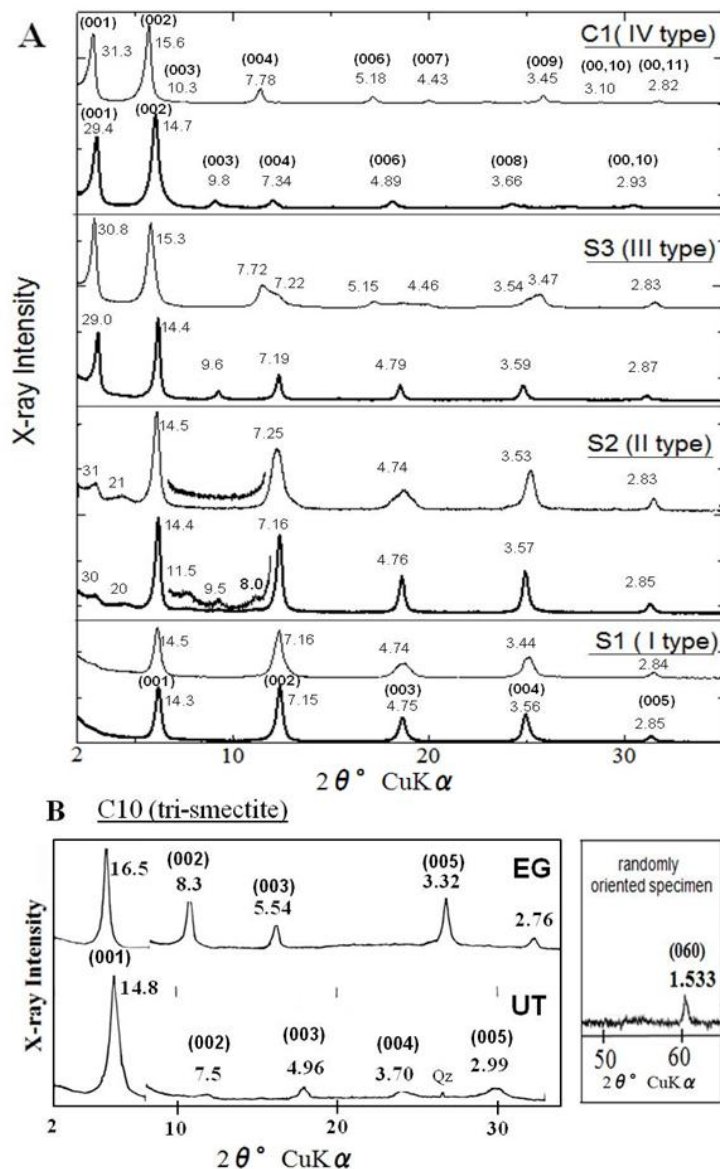 A
C1( IV type)
(001) (002) (003) (004) (006) (007) (009) (00,10) (00,11)
31.3 15.6 10.3 7.78 5.18 4.43 3.45 3.10 2.82
(001) (002) (003) (004) (006) (008) (00,10)
29.4 14.7 9.8 7.34 4.89 3.66 2.93
S3 (III type)
30.8 15.3 7.72 7.22 5.15 4.46 3.54 3.47 2.83
29.0 14.4 9.6 7.19 4.79 3.59 2.87
S2 (II type)
31 21 14.5 7.25 4.74 3.53 2.83
30 20 14.4 11.5 9.5 8.0 7.16 4.76 3.57 2.85
S1 ( I type)
14.5 7.16 4.74 3.44 2.84
(001) (002) (003) (004) (005)
14.3 7.15 4.75 3.56 2.85
X-ray Intensity
2 10 20 30
2 θ° CuK α
B C10 (tri-smectite)
EG
16.5 (002) (003) (005)
8.3 5.54 3.32 2.76
UT
(001)
14.8
(002) (003) (004) (005)
7.5 4.96 3.70 Qz 2.99
X-ray Intensity
2 10 20 30
2 θ° CuK α
randomly
oriented specimen
(060)
1.533
50 60
2 θ° CuK α